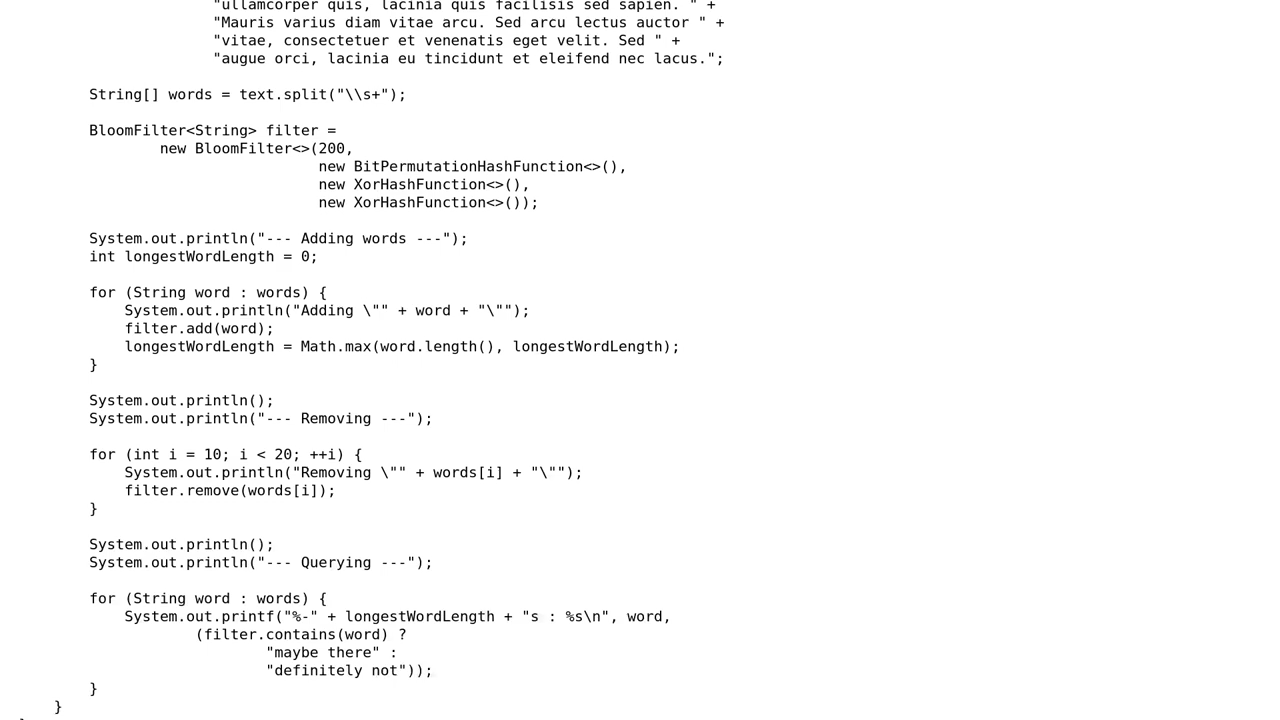 "ullamcorper quis, lacinia quis facilisis sed sapien. " +
"Mauris varius diam vitae arcu. Sed arcu lectus auctor " +
"vitae, consectetuer et venenatis eget velit. Sed " +
"augue orci, lacinia eu tincidunt et eleifend nec lacus.";
String[] words = text.split("\\s+");
BloomFilter<String> filter =
new BloomFilter<>(200,
new BitPermutationHashFunction<>(),
new XorHashFunction<>(),
new XorHashFunction<>());
System.out.println("--- Adding words ---");
int longestWordLength = 0;
for (String word : words) {
System.out.println("Adding \"" + word + "\"");
filter.add(word);
longestWordLength = Math.max(word.length(), longestWordLength);
}
System.out.println();
System.out.println("--- Removing ---");
for (int i = 10; i < 20; ++i) {
System.out.println("Removing \"" + words[i] + "\"");
filter.remove(words[i]);
}
System.out.println();
System.out.println("--- Querying ---");
for (String word : words) {
System.out.printf("%-" + longestWordLength + "s : %s\n", word,
(filter.contains(word) ?
"maybe there" :
"definitely not"));
}
}